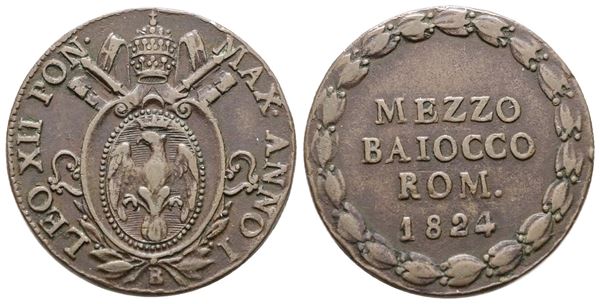 LEO XII PON. MAX. ANNO I
B
MEZZO
BAIOCCO
ROM.
1824